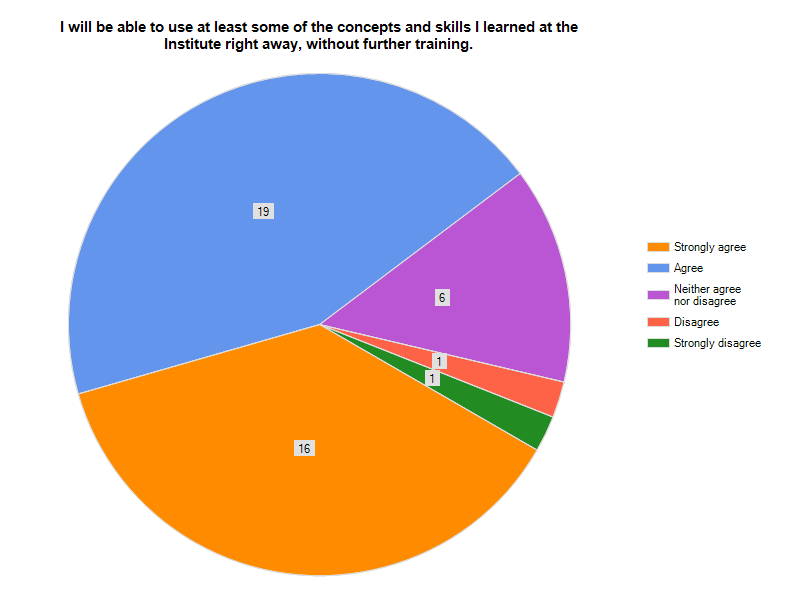 I will be able to use at least some of the concepts and skills I learned at the
Institute right away, without further training.
19
6
1
1
16
Strongly agree
Agree
Neither agree
nor disagree
Disagree
Strongly disagree